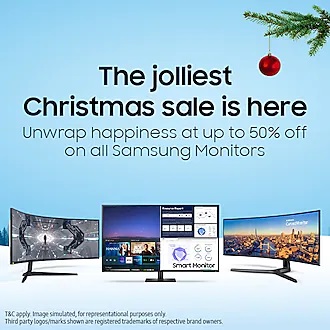 The jolliest
Christmas sale is here
Unwrap happiness at up to 50% off
on all Samsung Monitors
Resource Report
Smart Monitor
T&C apply. Image simulated, for representational purposes only.
Third party logos/marks shown are registered trademarks of respective brand owners.